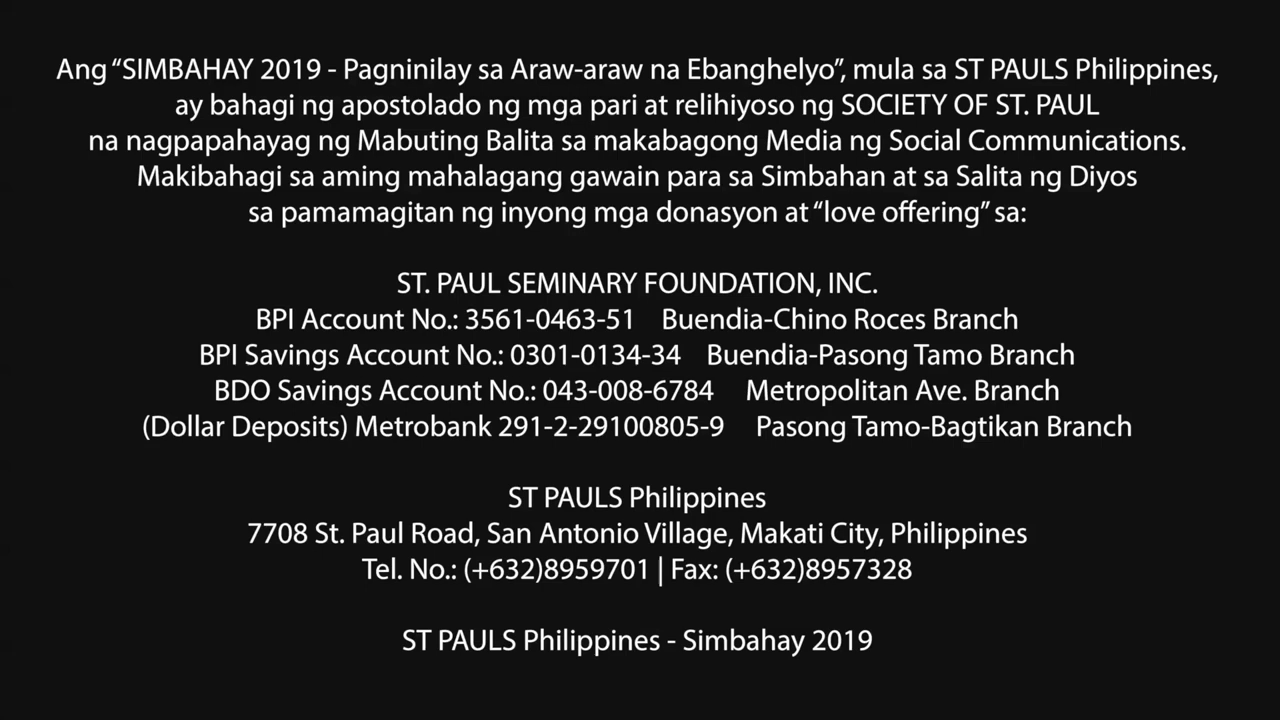 Ang “SIMBAHAY 2019 - Pagninilay sa Araw-araw na Ebanghelyo”, mula sa ST PAULS Philippines,
ay bahagi ng apostolado ng mga pari at relihiyoso ng SOCIETY OF ST. PAUL
na nagpapahayag ng Mabuting Balita sa makabagong Media ng Social Communications.
Makibahagi sa aming mahalagang gawain para sa Simbahan at sa Salita ng Diyos
sa pamamagitan ng inyong mga donasyon at “love offering” sa:
ST. PAUL SEMINARY FOUNDATION, INC.
BPI Account No.: 3561-0463-51 Buendia-Chino Roces Branch
BPI Savings Account No.: 0301-0134-34 Buendia-Pasong Tamo Branch
BDO Savings Account No.: 043-008-6784 Metropolitan Ave. Branch
(Dollar Deposits) Metrobank 291-2-29100805-9 Pasong Tamo-Bagtikan Branch
ST PAULS Philippines
7708 St. Paul Road, San Antonio Village, Makati City, Philippines
Tel. No.: (+632)8959701 | Fax: (+632)8957328
ST PAULS Philippines - Simbahay 2019